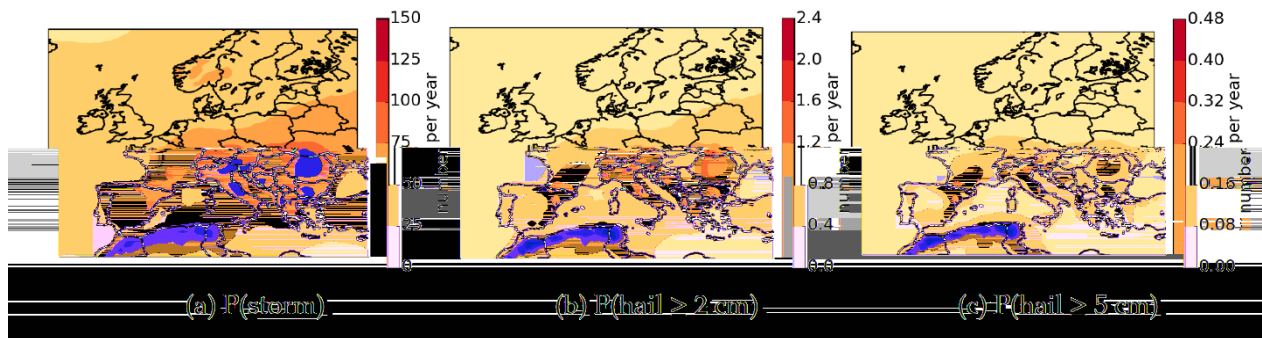 150
125
100
75
50
25
0
number
per year
2.4
2.0
1.6
1.2
0.8
0.4
0.0
number
per year
0.48
0.40
0.32
0.24
0.16
0.08
0.00
number
per year
(a) P(storm)
(b) P(hail > 2 cm)
(c) P(hail > 5 cm)